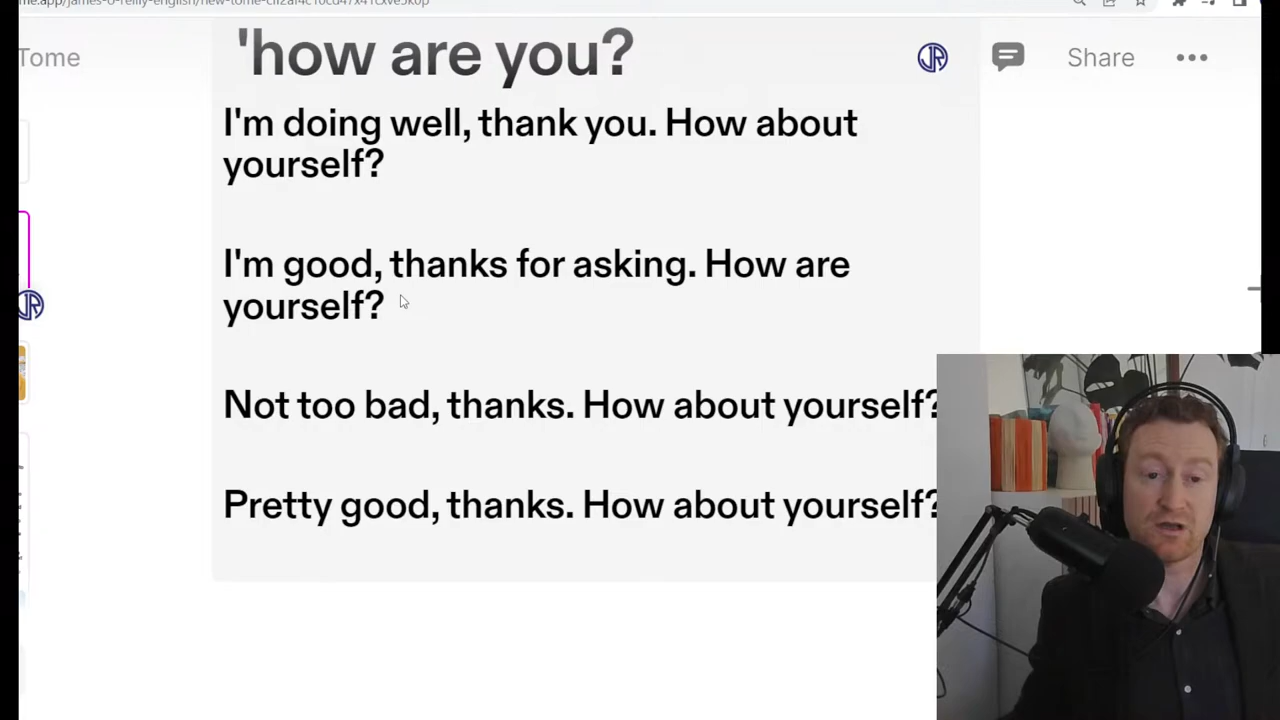 Tome
'how are you?
Share
I'm doing well, thank you. How about
yourself?
I'm good, thanks for asking. How are
yourself?
Not too bad, thanks. How about yourself?
Pretty good, thanks. How about yourself?